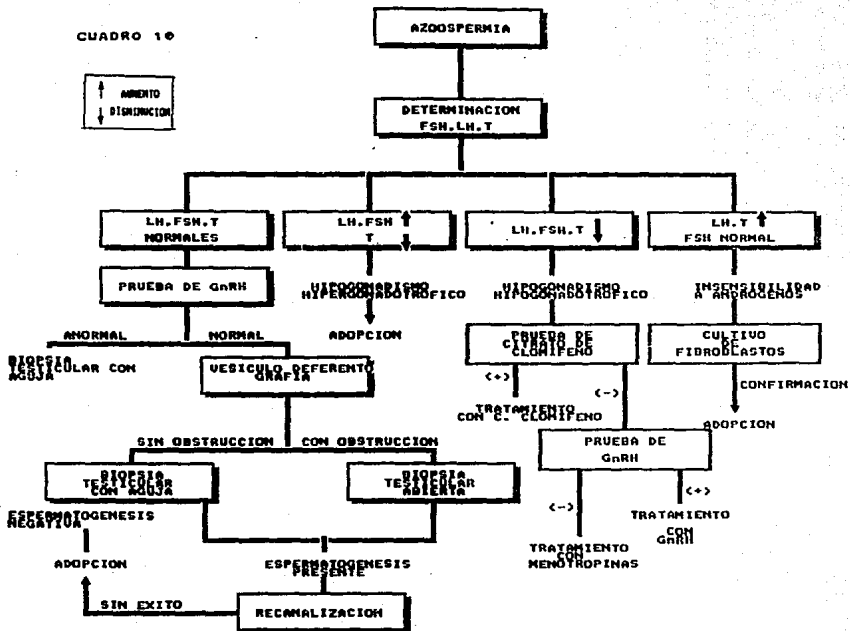 CUADRO 10
AZOOSPERMIA
↑ AUMENTO
↓ DISMINUCION
DETERMINACION
FSH.LH.T
LH.FSH.T
NORMALES
LH.FSH ↑
T ↓
LH.FSH.T ↓
LH.T ↑
FSH NORMAL
PRUEBA DE GnRH
HIPOGONADISMO
HIPERGONADOTROFICO
HIPOGONADISMO
HIPOGONADOTROFICO
INSENSIBILIDAD
A ANDROGENOS
ANORMAL
NORMAL
ADOPCION
PRUEBA DE
CITRATO DE
CLOMIFENO
CULTIVO
DE
FIBROBLASTOS
BIOPSIA
TESTICULAR CON
AGUJA
VESICULO DEFERENTO
GRAFIA
(+)
(-)
CONFIRMACION
TRATAMIENTO
CON C. CLOMIFENO
ADOPCION
SIN OBSTRUCCION
CON OBSTRUCCION
PRUEBA DE
GnRH
BIOPSIA
TESTICULAR
CON AGUJA
BIOPSIA
TESTICULAR
ABIERTA
(-)
(+)
ESPERMATOGENESIS
NEGATIVA
TRATAMIENTO
CON
GnRH
TRATAMIENTO
CON
MENOTROPINAS
ADOPCION
ESPERMATOGENESIS
PRESENTE
SIN EXITO
RECANALIZACION